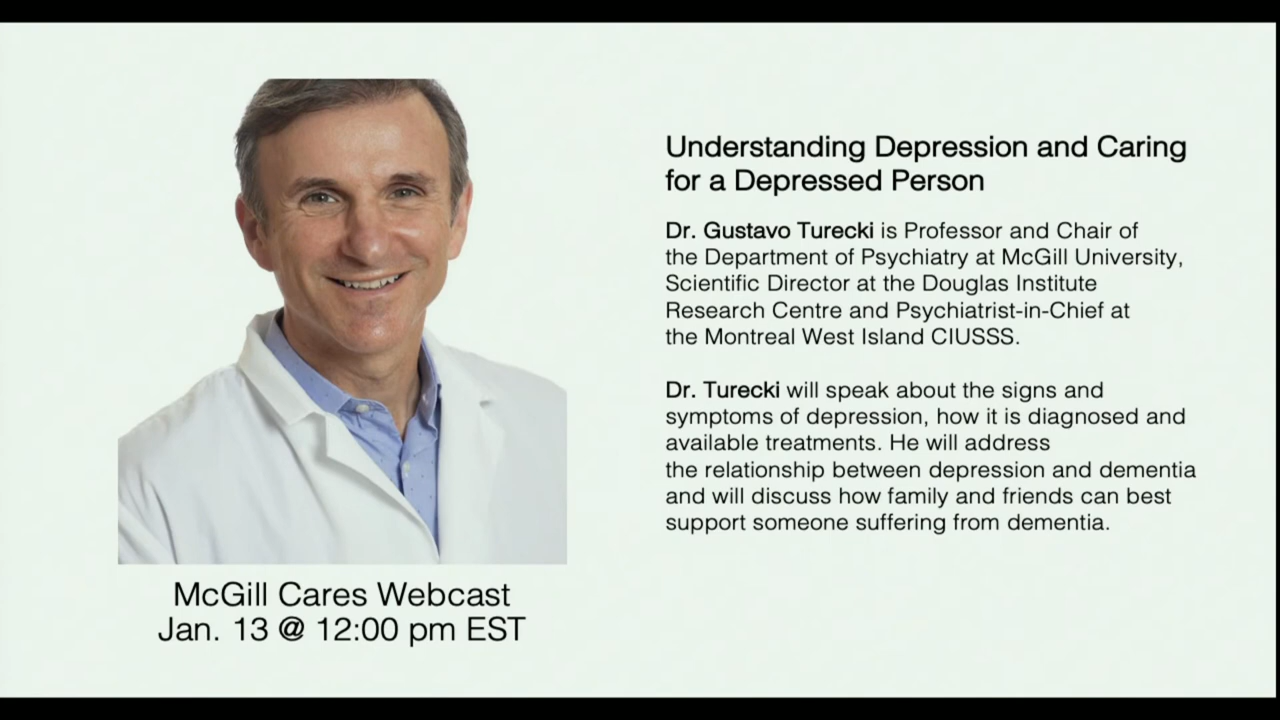 Understanding Depression and Caring
for a Depressed Person
Dr. Gustavo Turecki is Professor and Chair of
the Department of Psychiatry at McGill University,
Scientific Director at the Douglas Institute
Research Centre and Psychiatrist-in-Chief at
the Montreal West Island CIUSSS.
Dr. Turecki will speak about the signs and
symptoms of depression, how it is diagnosed and
available treatments. He will address
the relationship between depression and dementia
and will discuss how family and friends can best
support someone suffering from dementia.
McGill Cares Webcast
Jan. 13 @ 12:00 pm EST